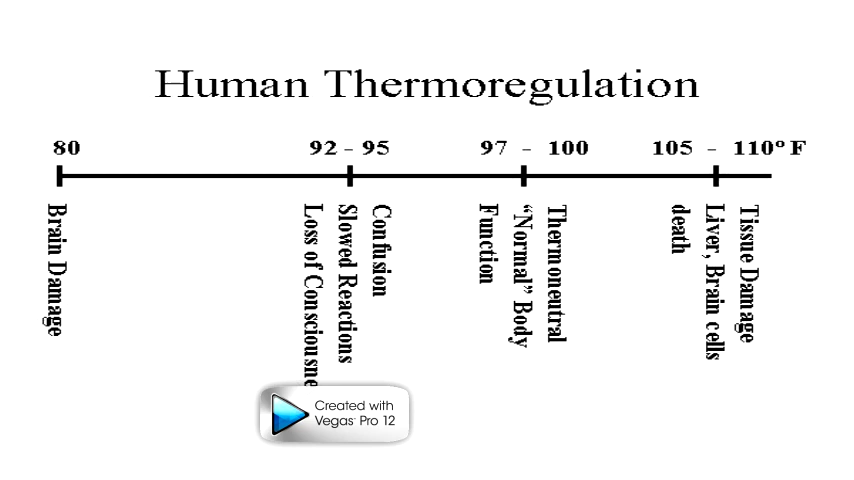 Human Thermoregulation
80
92 - 95
97 - 100
105 - 110° F
Brain Damage
Confusion
Slowed Reactions
Loss of Consciousne
Thermoneutral
“Normal” Body
Function
Tissue Damage
Liver, Brain cells
death
Created with
Vegas™ Pro 12